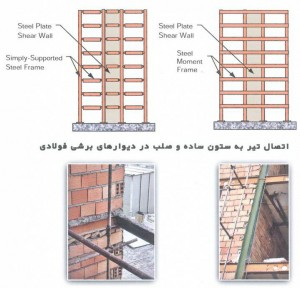 Steel Plate
Shear Wall
Simply-Supported
Steel Frame
Steel Plate
Shear Wall
Steel
Moment
Frame
اتصال تیر به ستون ساده و صلب در دیوارهای برشی فولادی